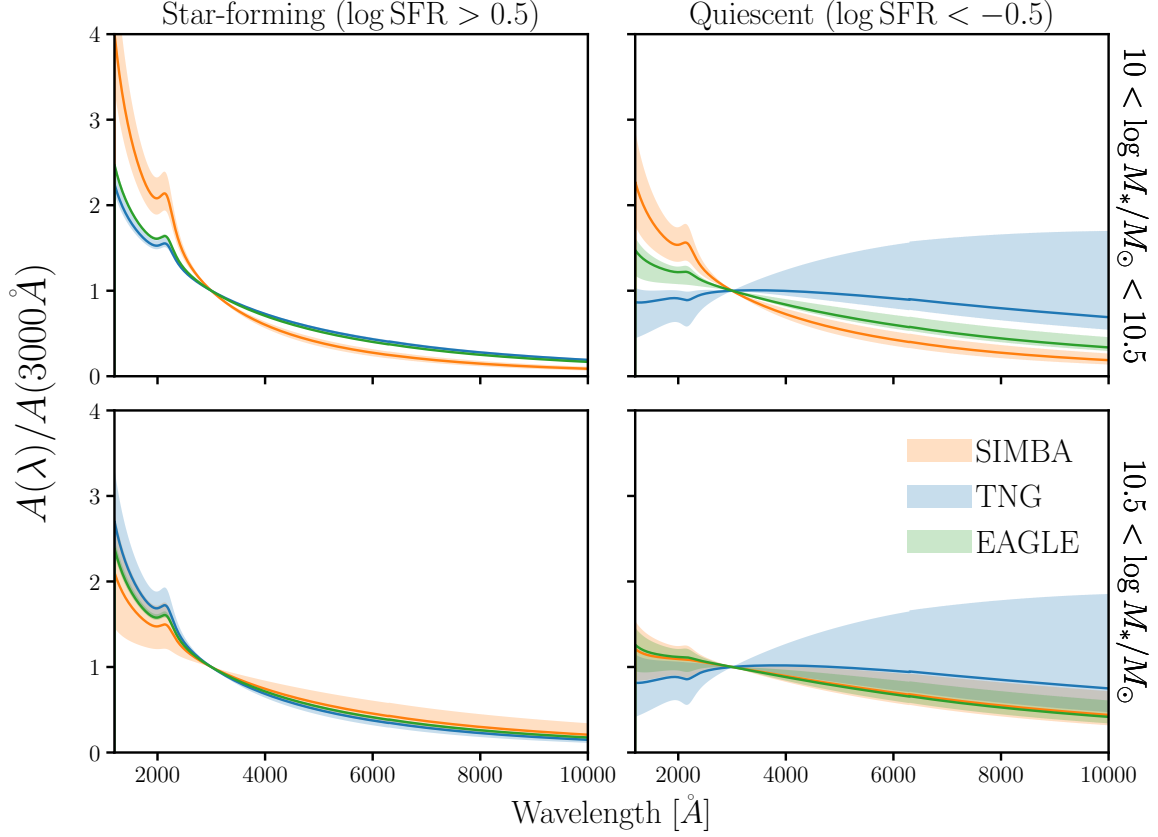 Star-forming (log SFR > 0.5)
Quiescent (log SFR < −0.5)
4
3
2
1
0
10 < log M∗/M⊙ < 10.5
A(λ)/A(3000Å)
4
3
2
1
0
SIMBA
TNG
EAGLE
10.5 < log M∗/M⊙
2000 4000 6000 8000 10000
2000 4000 6000 8000 10000
Wavelength [Å]